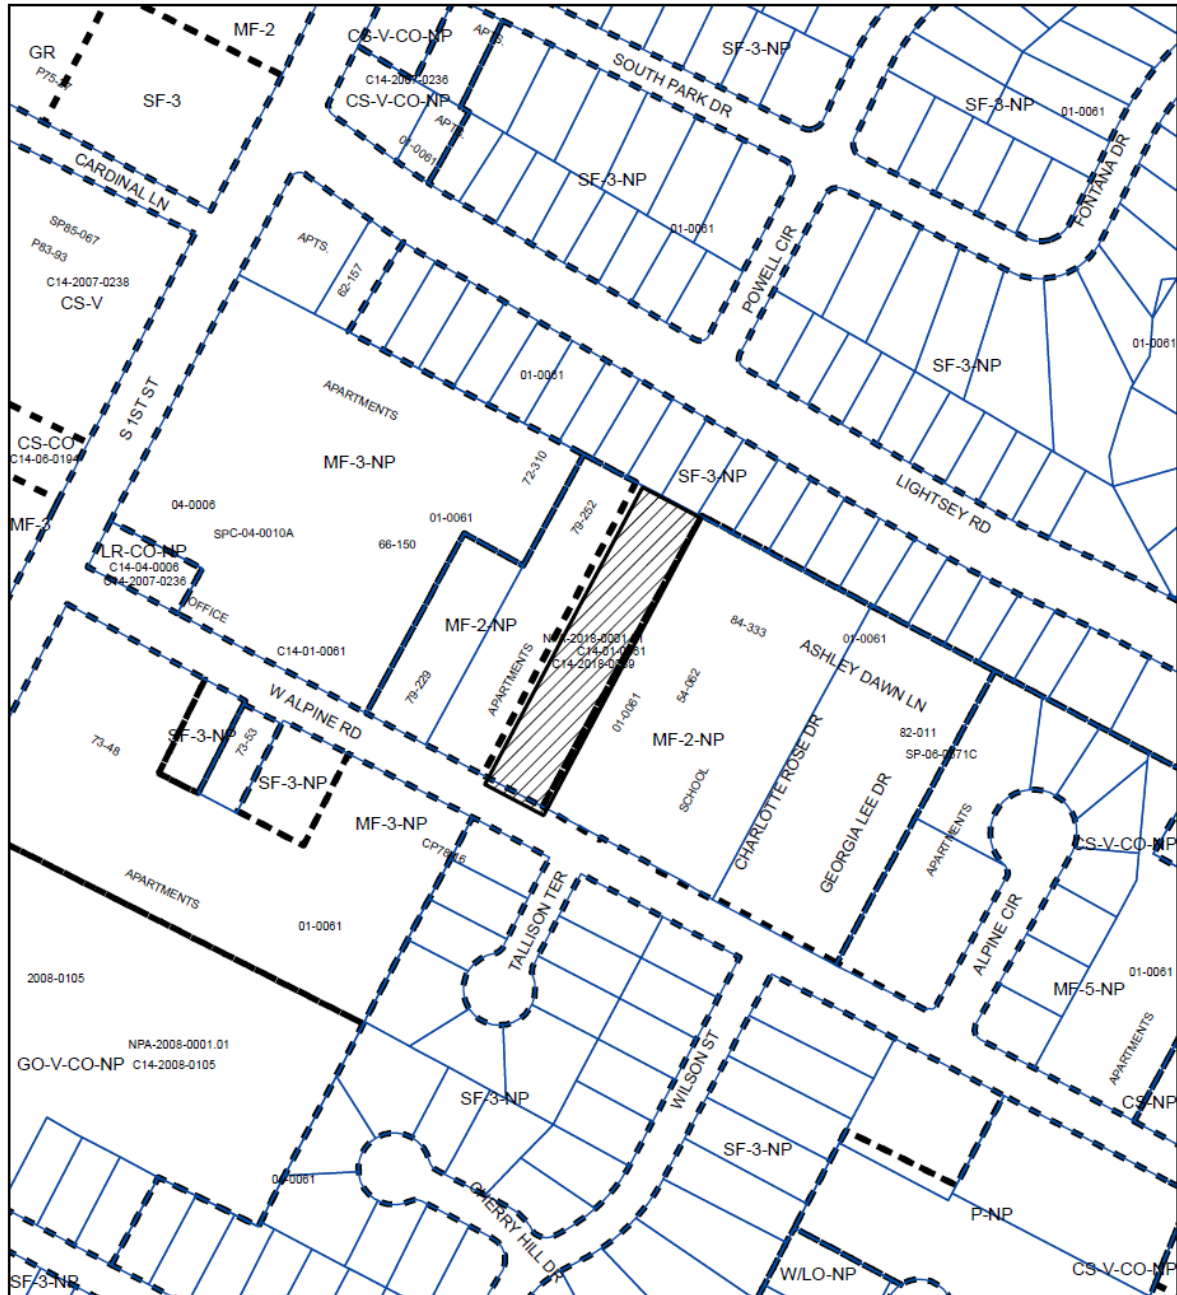 MF-2
GR
P75-27
SF-3
CS-V-CO-NP
APTS.
SF-3-NP
SOUTH PARK DR
C14-2007-0236
CS-V-CO-NP
APTS.
01-0061
SF-3-NP
01-0061
FONTANA DR
CARDINAL LN
SF-3-NP
01-0061
POWELL CIR
SP85-067
P83-93
C14-2007-0238
CS-V
APTS.
62-157
01-0061
SF-3-NP
S 1ST ST
APARTMENTS
01-0061
CS-CO
C14-06-0194
MF-3-NP
72-310
SF-3-NP
LIGHTSEY RD
MF-3
04-0006
SPC-04-0010A
01-0061
66-150
79-252
LR-CO-NP
C14-04-0006
C14-2007-0236
OFFICE
MF-2-NP
C14-01-0061
C14-01-0061
84-333
01-0061
ASHLEY DAWN LN
W ALPINE RD
79-229
APARTMENTS
01-0061
54-062
MF-2-NP
SCHOOL
82-011
SP-06-0671C
CHARLOTTE ROSE DR
GEORGIA LEE DR
APARTMENTS
73-48
SF-3-NP
73-53
SF-3-NP
MF-3-NP
CP78-16
CS-V-CO-NP
APARTMENTS
01-0061
TALLISON TER
ALPINE CIR
2008-0105
01-0061
MF-5-NP
NPA-2008-0001.01
GO-V-CO-NP
C14-2008-0105
WILSON ST
APARTMENTS
SF-3-NP
CS-NP
SF-3-NP
01-0061
CHERRY HILL DR
P-NP
SF-3-NP
W/LO-NP
CS-V-CO-NP